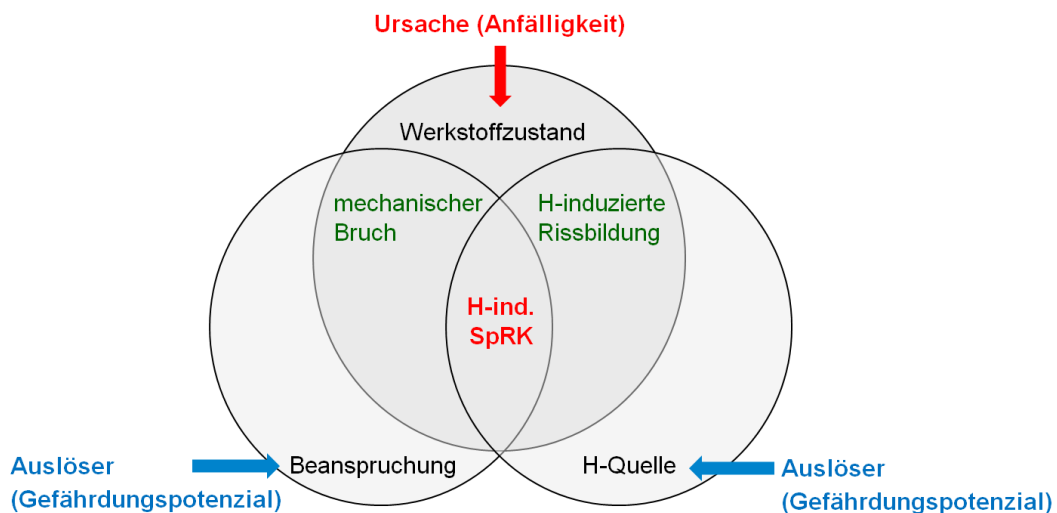 Ursache (Anfälligkeit)
Werkstoffzustand
mechanischer
Bruch
H-induzierte
Rissbildung
H-ind.
SpRK
Auslöser
(Gefährdungspotenzial)
Beanspruchung
H-Quelle
Auslöser
(Gefährdungspotenzial)